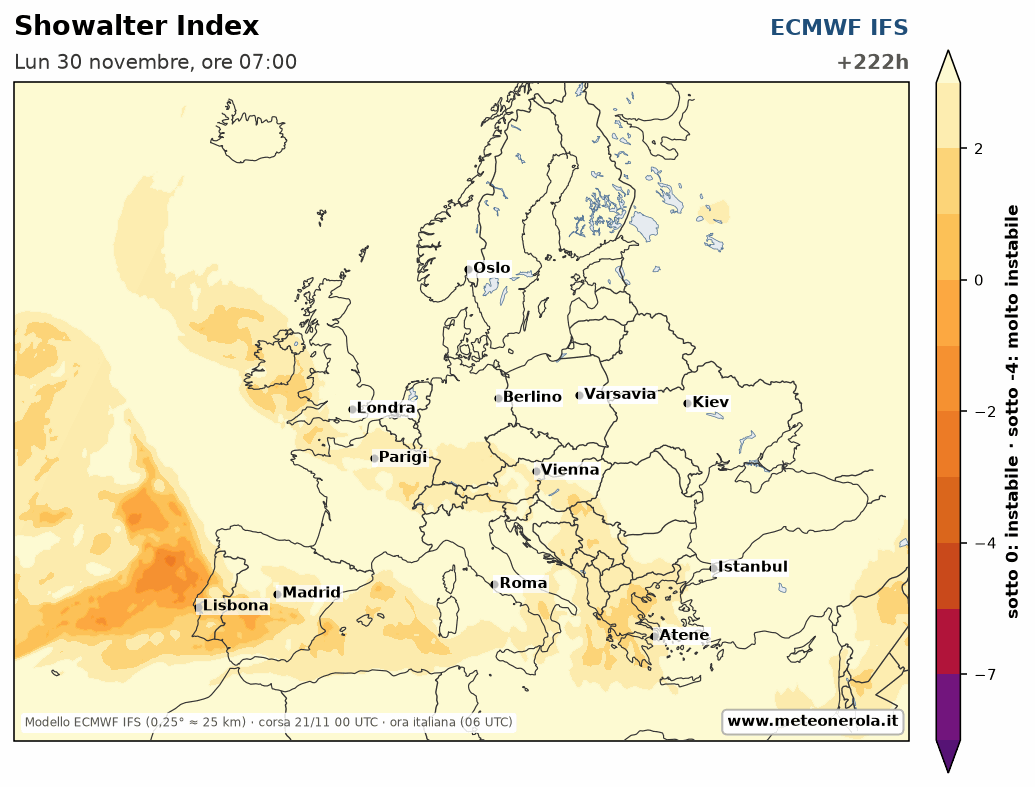 Showalter Index
ECMWF IFS
Lun 30 novembre, ore 07:00
+222h
Oslo
Londra
Berlino
Varsavia
Kiev
Parigi
Vienna
Istanbul
Roma
Madrid
Lisbona
Atene
Modello ECMWF IFS (0,25° ≈ 25 km) · corsa 21/11 00 UTC · ora italiana (06 UTC)
www.meteonerola.it
2
0
−2
−4
−7
sotto 0: instabile · sotto -4: molto instabile